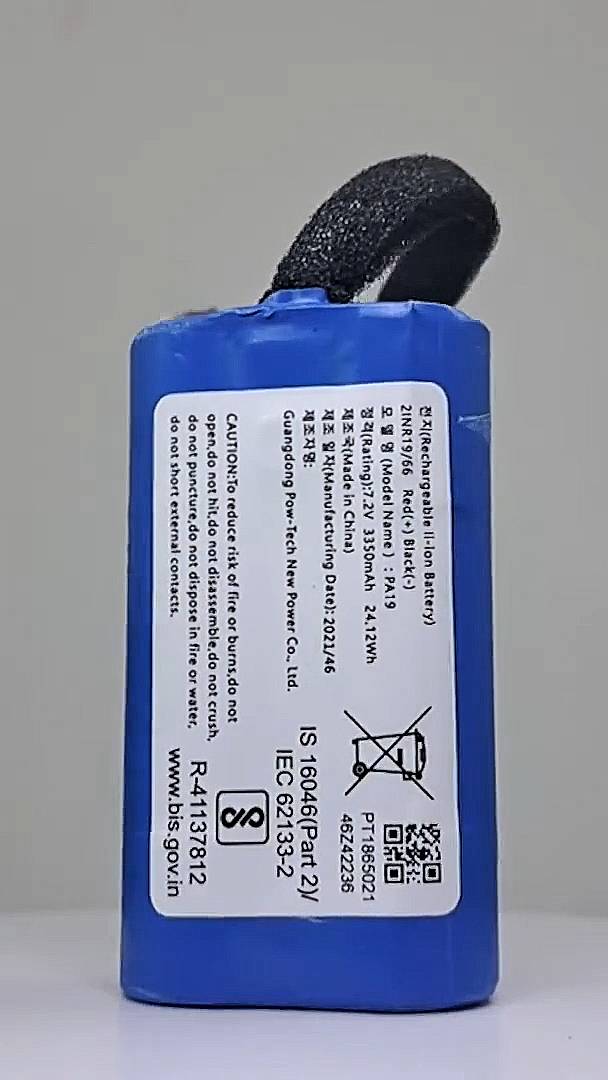 전지(Rechargeable li-ion Battery)
2INR19/66 Red(+) Black(-)
모 델 명 (Model Name) : PA19
정격(Rating):7.2V 3350mAh 24.12Wh
제조국(Made in China)
제조 일자(Manufacturing Date): 2021/46
제조자명:
Guangdong Pow-Tech New Power Co., Ltd.
CAUTION:To reduce risk of fire or burns,do not
open,do not hit,do not disassemble,do not crush,
do not puncture,do not dispose in fire or water,
do not short external contacts.
PT1865021
46Z42236
IS 16046(Part 2)/
IEC 62133-2
R-41137812
www.bis.gov.in